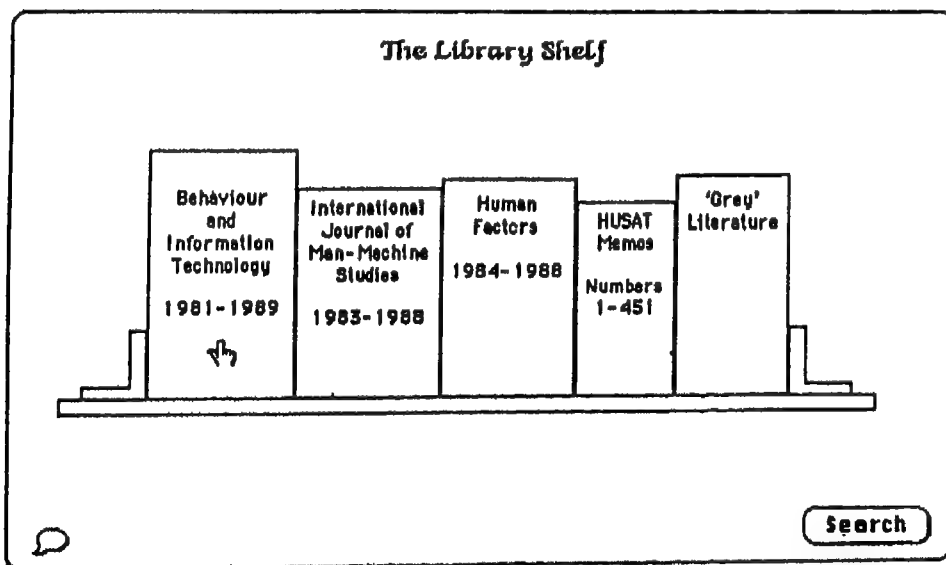 The Library Shelf
Behaviour
and
Information
Technology
1981-1989
International
Journal of
Man-Machine
Studies
1983-1988
Human
Factors
1984-1988
HUSAT
Memos
Numbers
1-451
'Grey'
Literature
Search